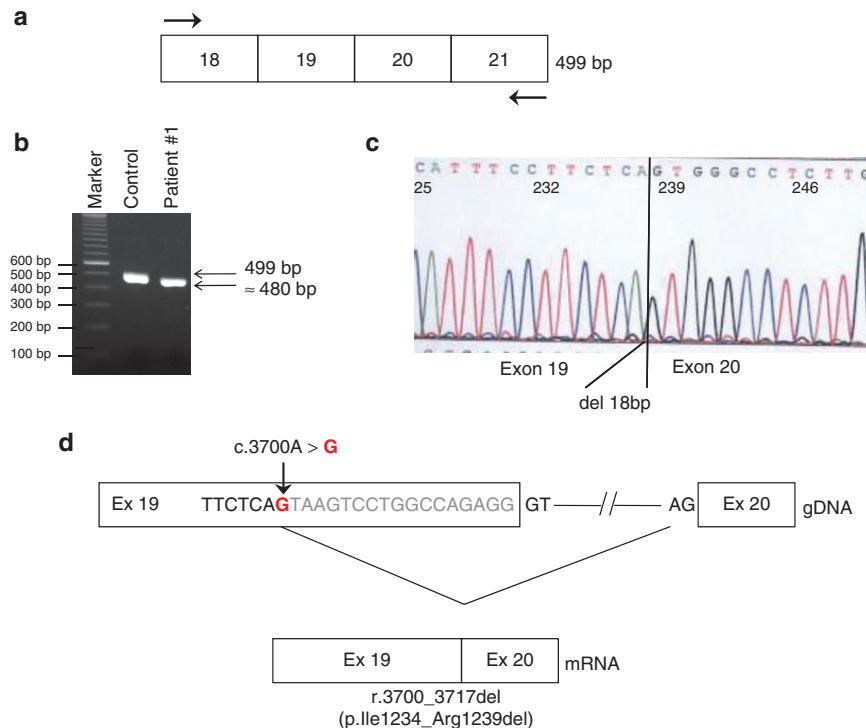 a
18 19 20 21 499 bp
b
Marker
Control
Patient #1
600 bp
500 bp
400 bp
300 bp
200 bp
100 bp
499 bp
≈ 480 bp
c
C A T T T C C T T C T C A G T G G G C C T C T T G
25 232 239 246
Exon 19 Exon 20
del 18bp
d
c.3700A > G
Ex 19 TTCTCAGTAAGTCCTGGCCAGAGG GT AG Ex 20 gDNA
Ex 19 Ex 20 mRNA
r.3700_3717del
(p.Ile1234_Arg1239del)